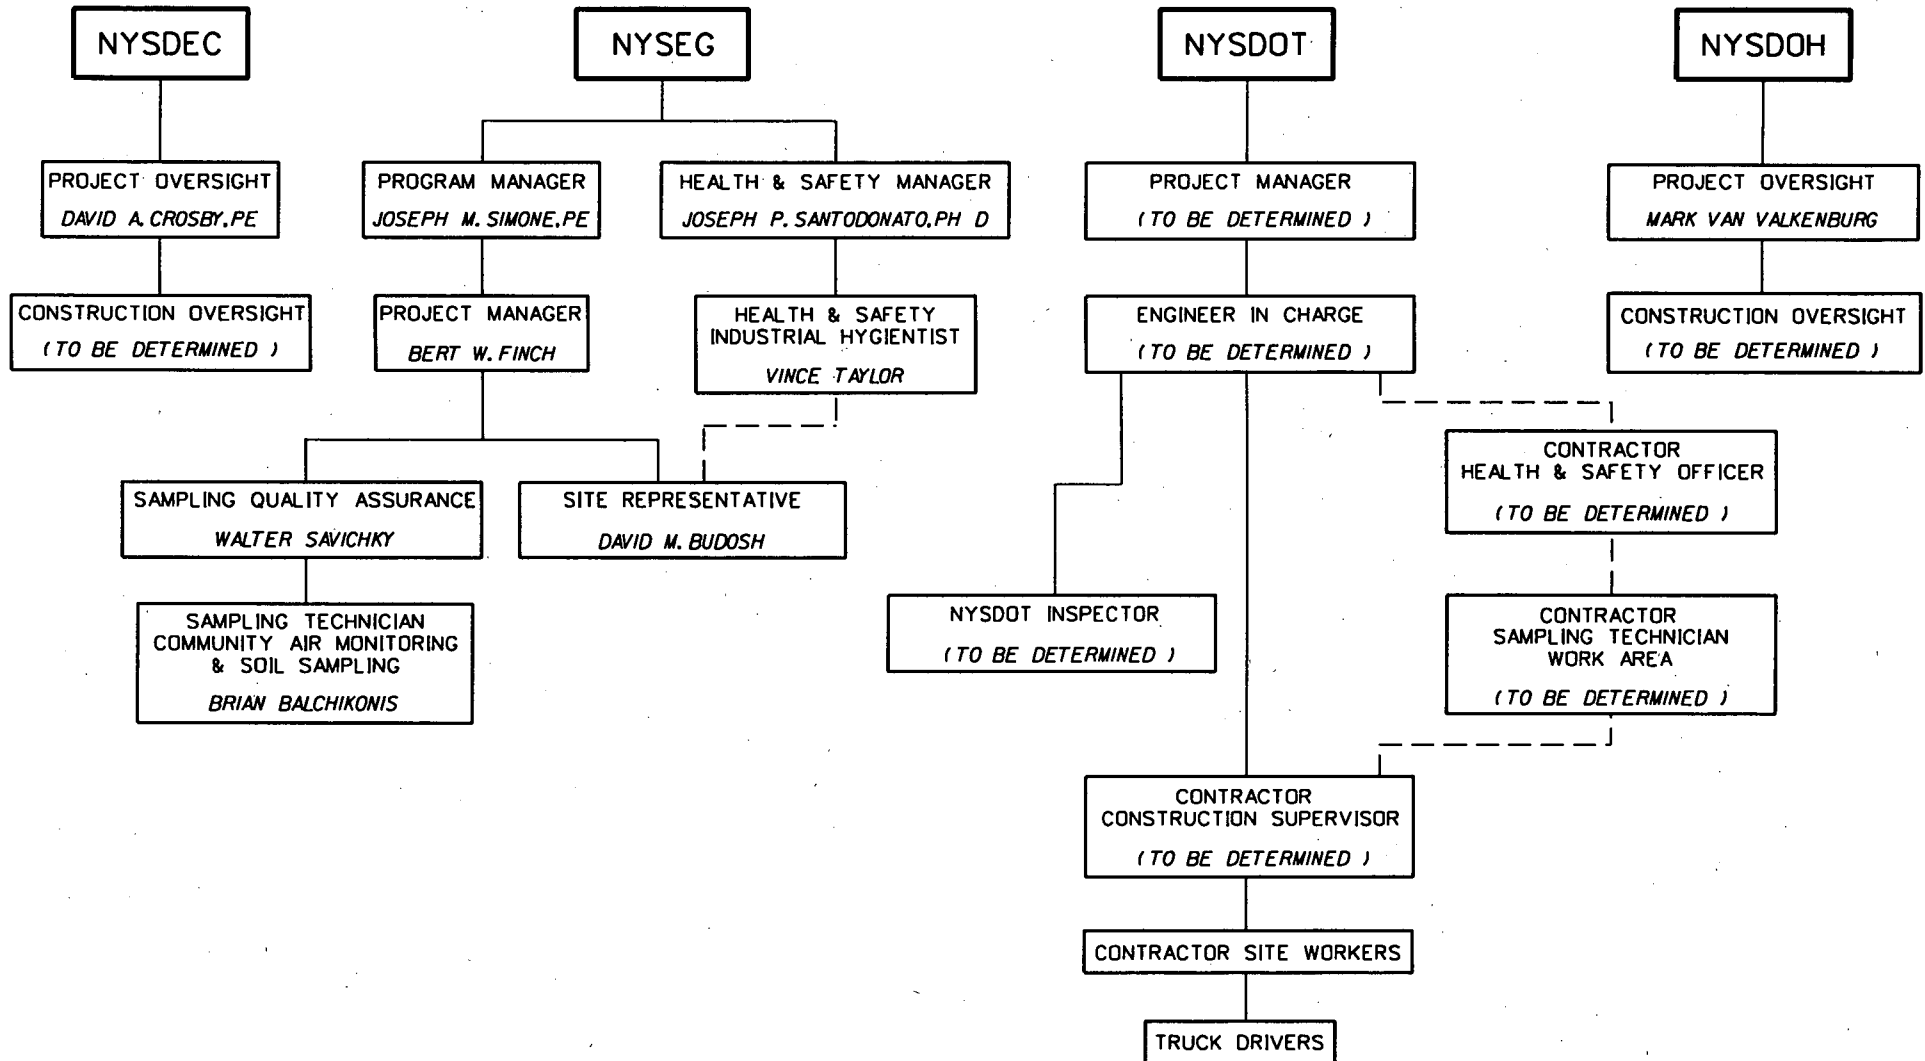 NYSDEC
NYSEG
NYSDOT
NYSDOH
PROJECT OVERSIGHT
DAVID A. CROSBY, PE
PROGRAM MANAGER
JOSEPH M. SIMONE, PE
HEALTH & SAFETY MANAGER
JOSEPH P. SANTODONATO, PH D
PROJECT MANAGER
( TO BE DETERMINED )
PROJECT OVERSIGHT
MARK VAN VALKENBURG
CONSTRUCTION OVERSIGHT
( TO BE DETERMINED )
PROJECT MANAGER
BERT W. FINCH
HEALTH & SAFETY
INDUSTRIAL HYGIENTIST
VINCE TAYLOR
ENGINEER IN CHARGE
( TO BE DETERMINED )
CONSTRUCTION OVERSIGHT
( TO BE DETERMINED )
SAMPLING QUALITY ASSURANCE
WALTER SAVICHKY
SITE REPRESENTATIVE
DAVID M. BUDOSH
CONTRACTOR
HEALTH & SAFETY OFFICER
( TO BE DETERMINED )
SAMPLING TECHNICIAN
COMMUNITY AIR MONITORING
& SOIL SAMPLING
BRIAN BALCHIKONIS
NYSDOT INSPECTOR
( TO BE DETERMINED )
CONTRACTOR
SAMPLING TECHNICIAN
WORK AREA
( TO BE DETERMINED )
CONTRACTOR
CONSTRUCTION SUPERVISOR
( TO BE DETERMINED )
CONTRACTOR SITE WORKERS
TRUCK DRIVERS